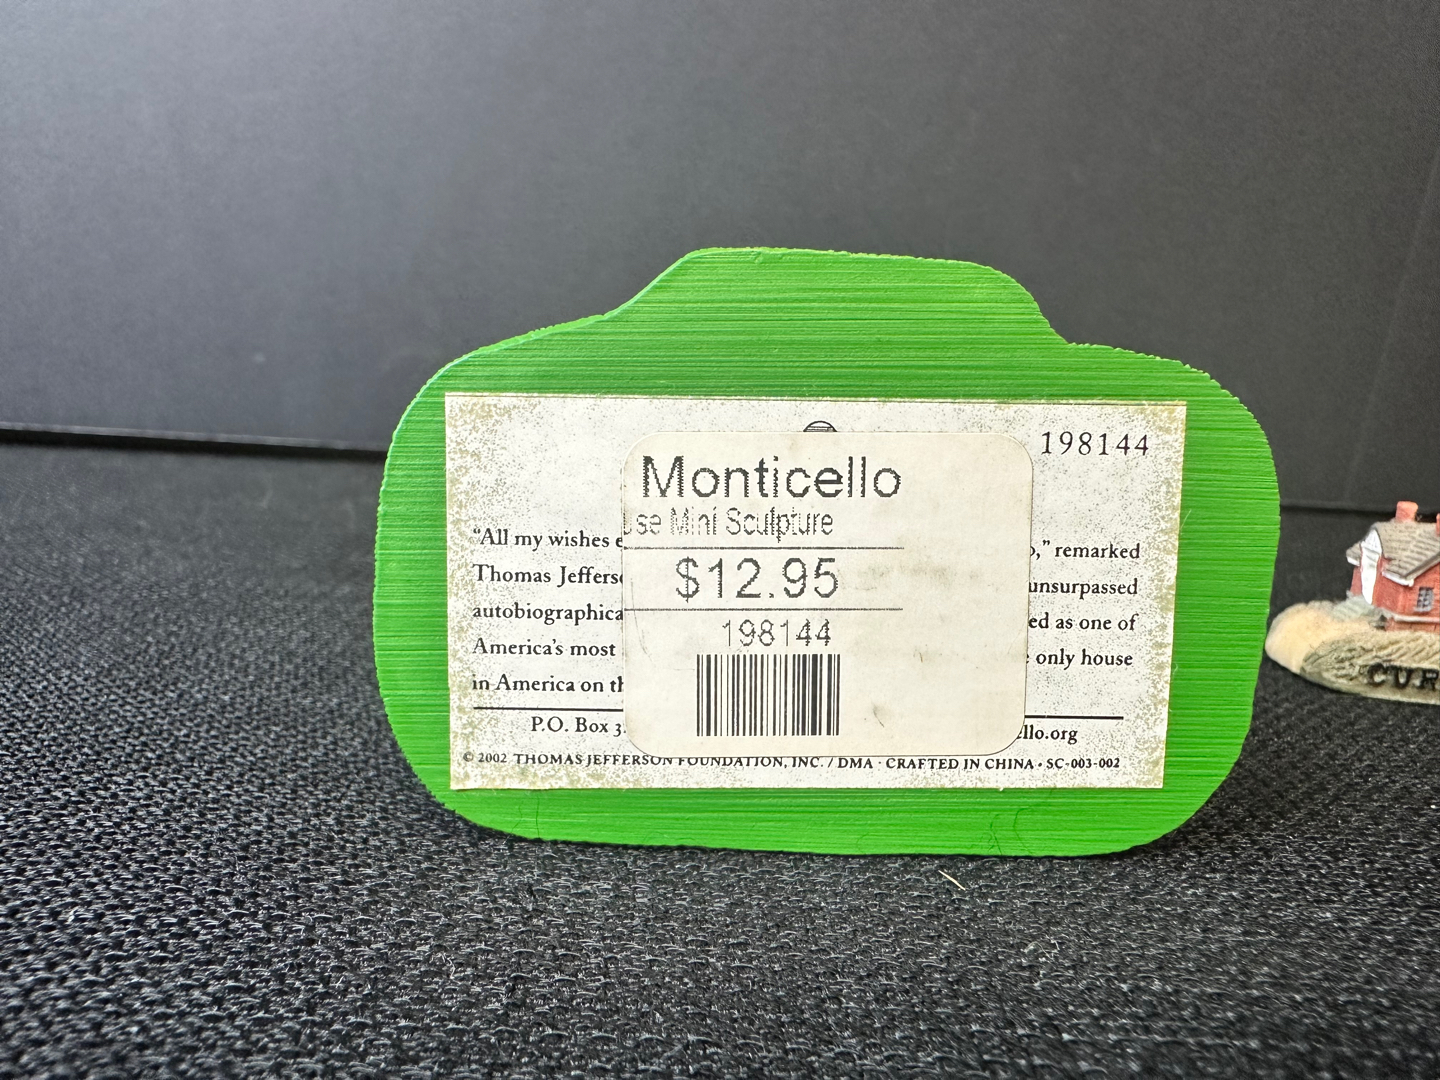 198144
Monticello
se Mini Sculpture
$12.95
198144
"All my wishes e
Thomas Jeffers
autobiographica
America's most
in America on th
," remarked
unsurpassed
ed as one of
only house
P.O. Box 3
ello.org
© 2002 THOMAS JEFFERSON FOUNDATION, INC. / DMA · CRAFTED IN CHINA · SC-003-002
CUR